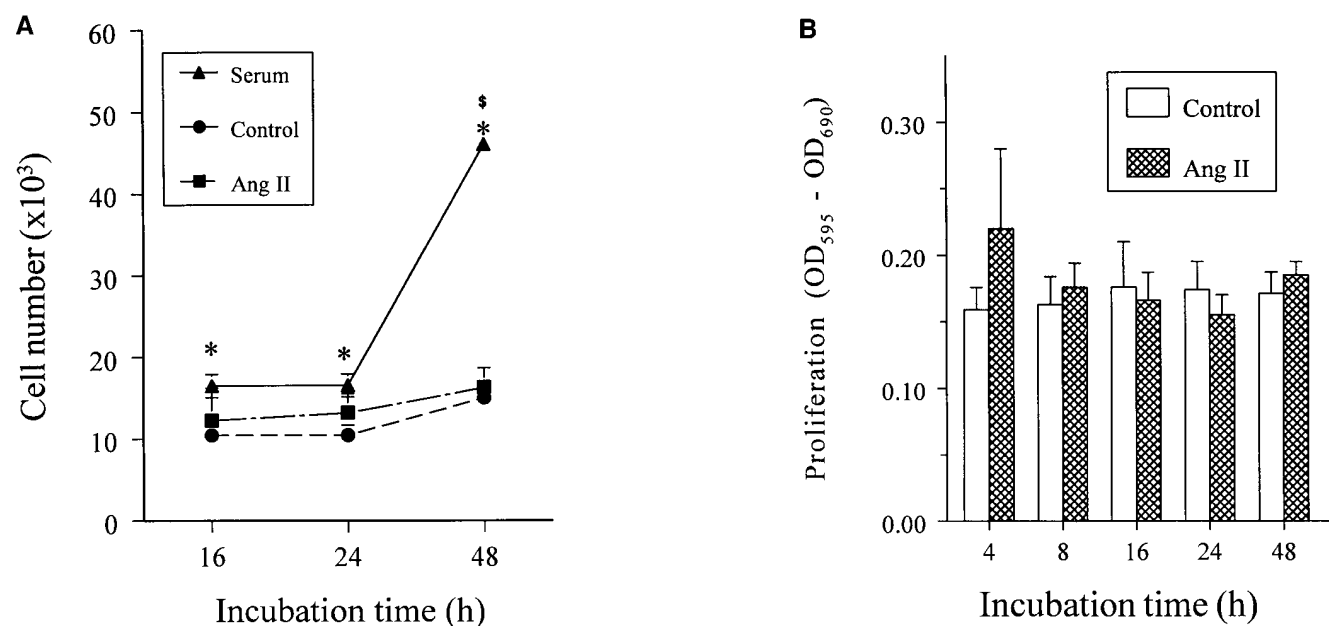 A
60
50
40
30
20
10
0
Cell number (x10³)
Serum
Control
Ang II
*
*
$
*
16 24 48
Incubation time (h)
B
0.30
0.20
0.10
0.00
Proliferation (OD₅₉₅ - OD₆₉₀)
Control
Ang II
4 8 16 24 48
Incubation time (h)